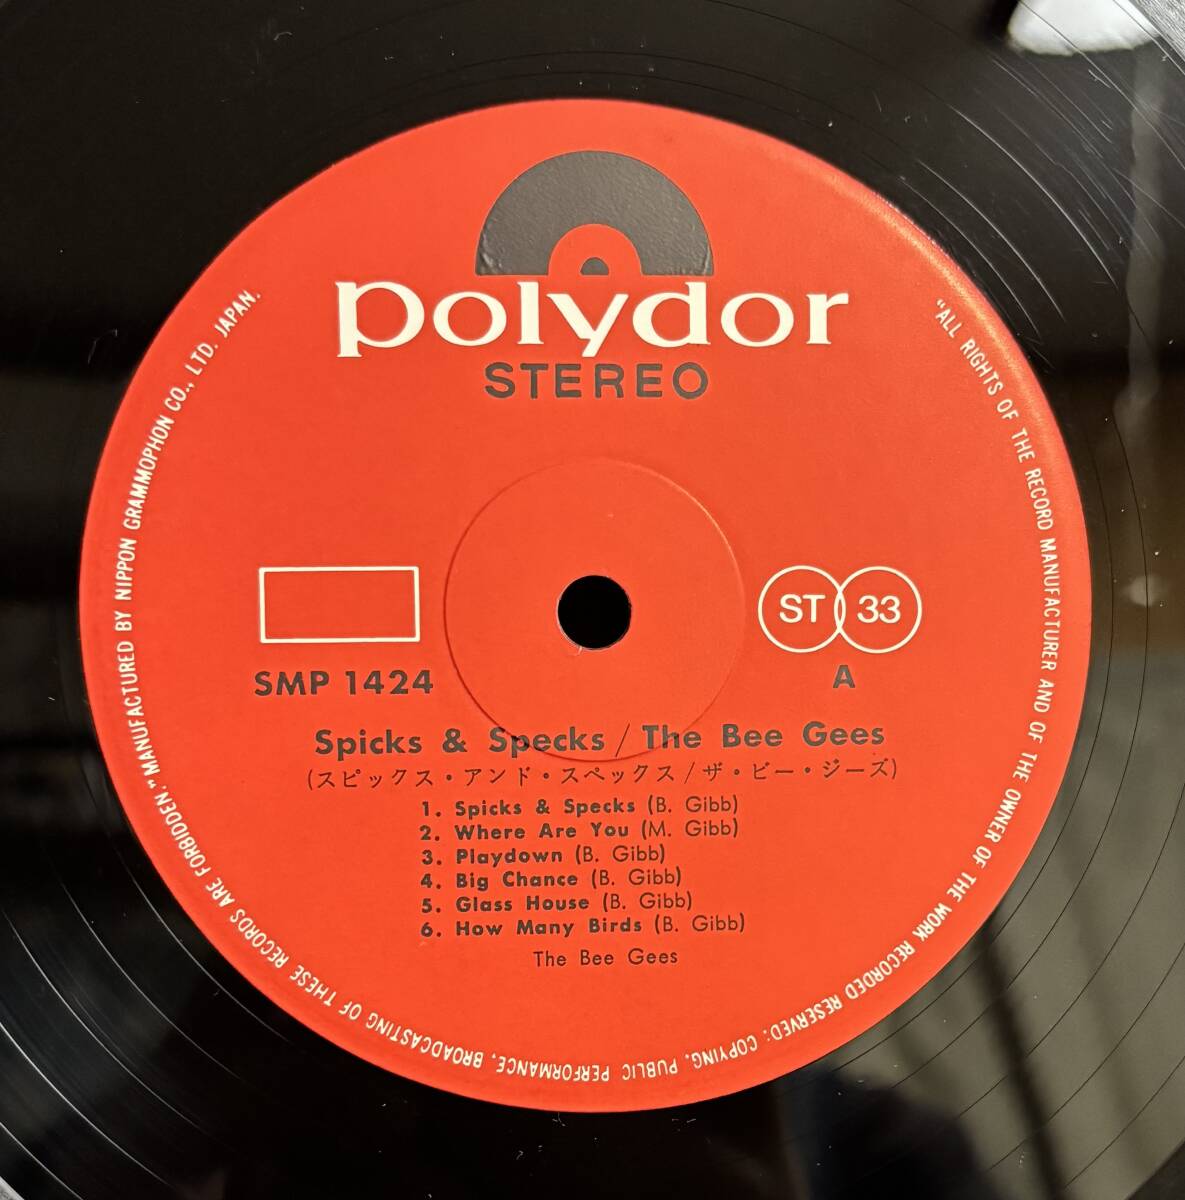 polydor
STEREO
ST 33
SMP 1424
A
Spicks & Specks / The Bee Gees
(スピックス・アンド・スペックス/ザ・ビー・ジーズ)
1. Spicks & Specks (B. Gibb)
2. Where Are You (M. Gibb)
3. Playdown (B. Gibb)
4. Big Chance (B. Gibb)
5. Glass House (B. Gibb)
6. How Many Birds (B. Gibb)
The Bee Gees
"ALL RIGHTS OF THE RECORD MANUFACTURER AND OF THE OWNER OF THE WORK RECORDED RESERVED: COPYING, PUBLIC PERFORMANCE, BROADCASTING OF THESE RECORDS ARE FORBIDDEN." MANUFACTURED BY NIPPON GRAMMOPHON CO., LTD. JAPAN.